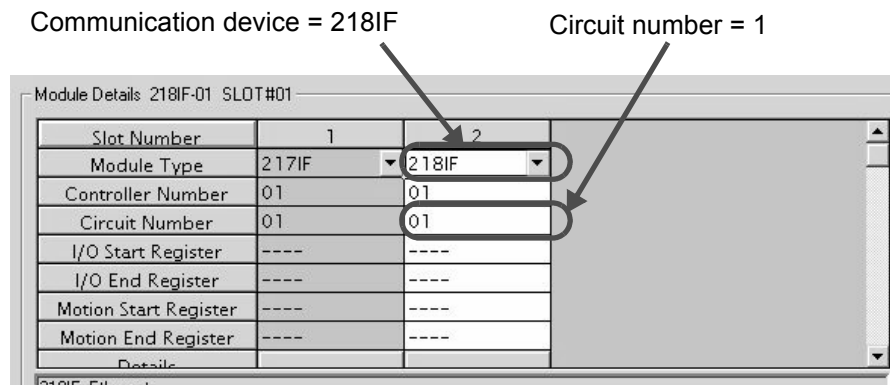 Communication device = 218IF
Circuit number = 1
Module Details 218IF-01 SLOT#01
Slot Number 1 2
Module Type 217IF 218IF
Controller Number 01 01
Circuit Number 01 01
I/O Start Register ---- ----
I/O End Register ---- ----
Motion Start Register ---- ----
Motion End Register ---- ----
Details